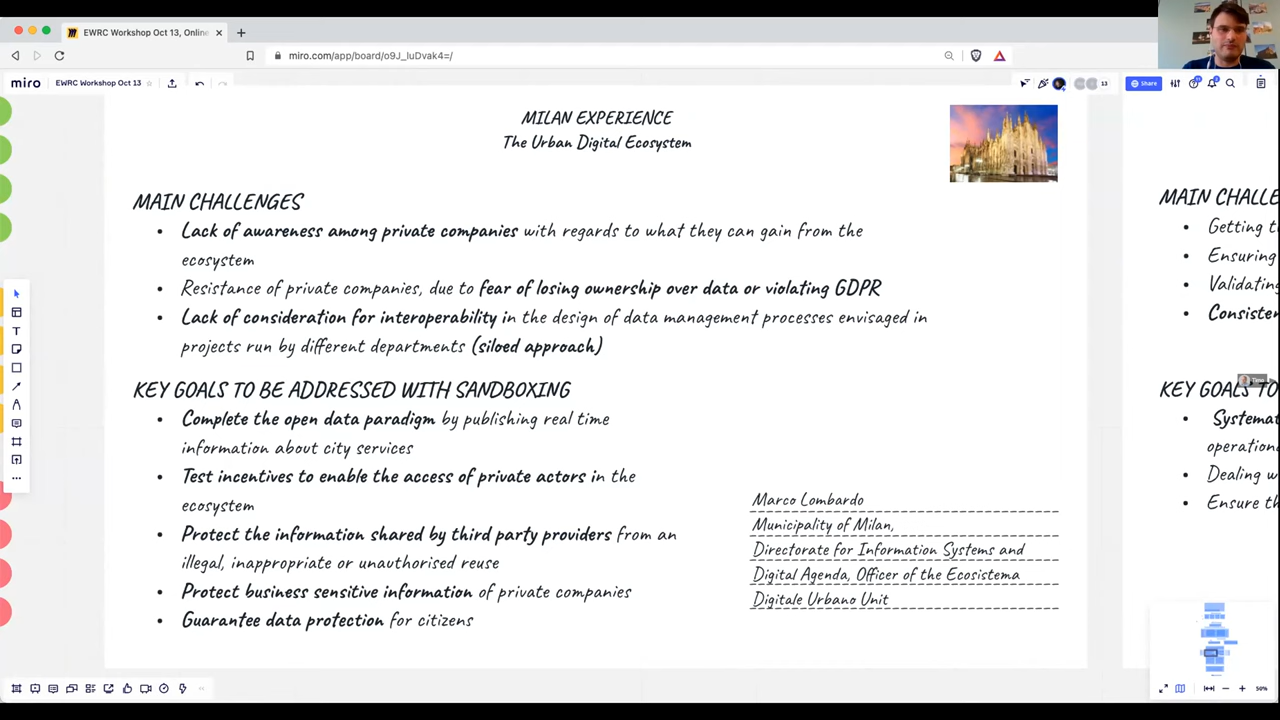 EWRC Workshop Oct 13, Online
miro.com/app/board/o9J_luDvak4=/
miro
EWRC Workshop Oct 13
13
Share
MILAN EXPERIENCE
The Urban Digital Ecosystem
MAIN CHALLENGES
• Lack of awareness among private companies with regards to what they can gain from the
ecosystem
• Resistance of private companies, due to fear of losing ownership over data or violating GDPR
• Lack of consideration for interoperability in the design of data management processes envisaged in
projects run by different departments (siloed approach)
KEY GOALS TO BE ADDRESSED WITH SANDBOXING
• Complete the open data paradigm by publishing real time
information about city services
• Test incentives to enable the access of private actors in the
ecosystem
• Protect the information shared by third party providers from an
illegal, inappropriate or unauthorised reuse
• Protect business sensitive information of private companies
• Guarantee data protection for citizens
Marco Lombardo
Municipality of Milan,
Directorate for Information Systems and
Digital Agenda, Officer of the Ecosistema
Digitale Urbano Unit
MAIN CHALLE
• Getting t
• Ensuring
• Validating
• Consisten
KEY GOALS TO
• Systemat
operationa
• Dealing w
• Ensure th
50%